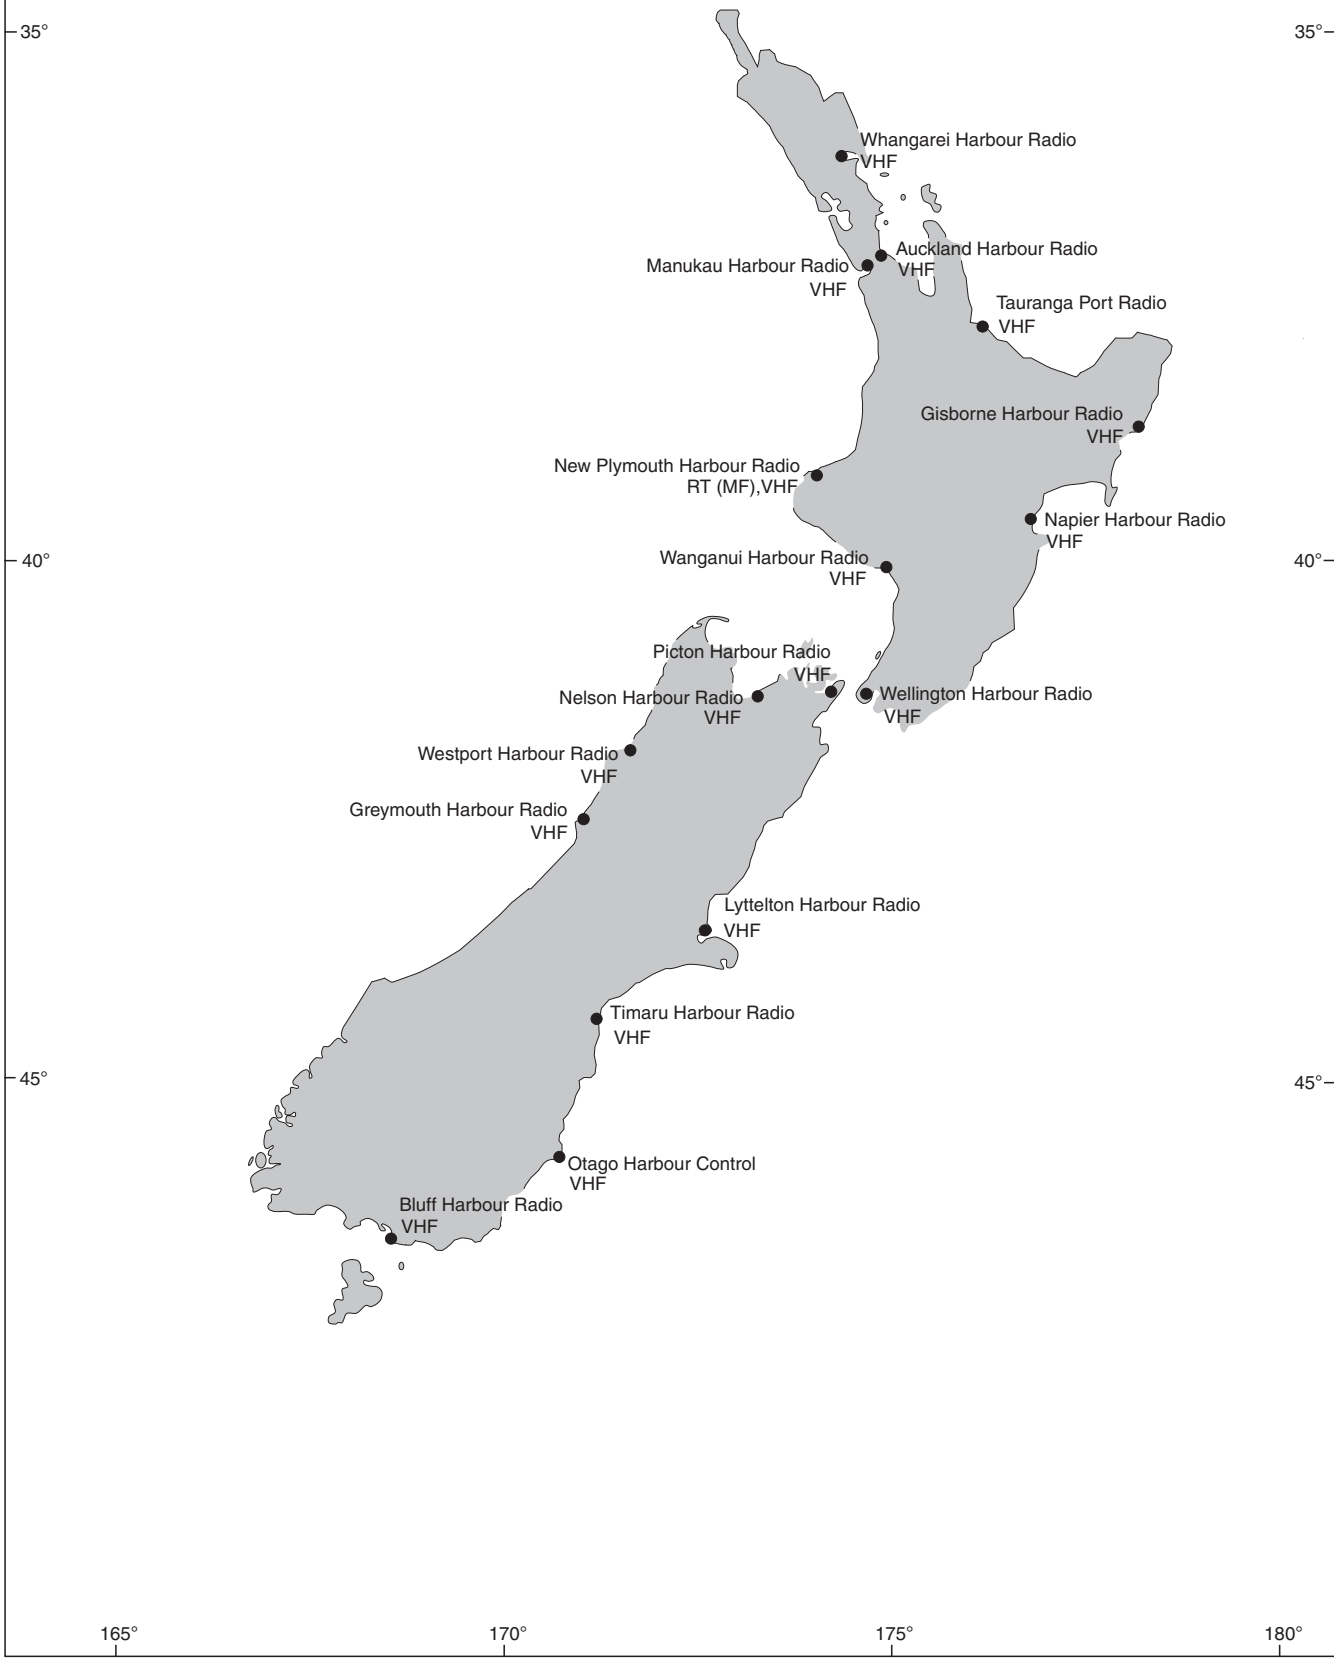 35°
35°
Whangarei Harbour Radio
VHF
Auckland Harbour Radio
VHF
Manukau Harbour Radio
VHF
Tauranga Port Radio
VHF
Gisborne Harbour Radio
VHF
New Plymouth Harbour Radio
RT (MF),VHF
Napier Harbour Radio
VHF
Wanganui Harbour Radio
VHF
40°
40°
Picton Harbour Radio
VHF
Nelson Harbour Radio
VHF
Wellington Harbour Radio
VHF
Westport Harbour Radio
VHF
Greymouth Harbour Radio
VHF
Lyttelton Harbour Radio
VHF
Timaru Harbour Radio
VHF
45°
45°
Otago Harbour Control
VHF
Bluff Harbour Radio
VHF
165°
170°
175°
180°